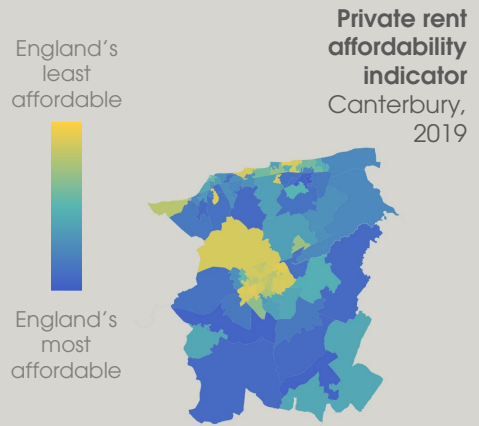 Private rent
affordability
indicator
Canterbury,
2019
England's
least
affordable
England's
most
affordable